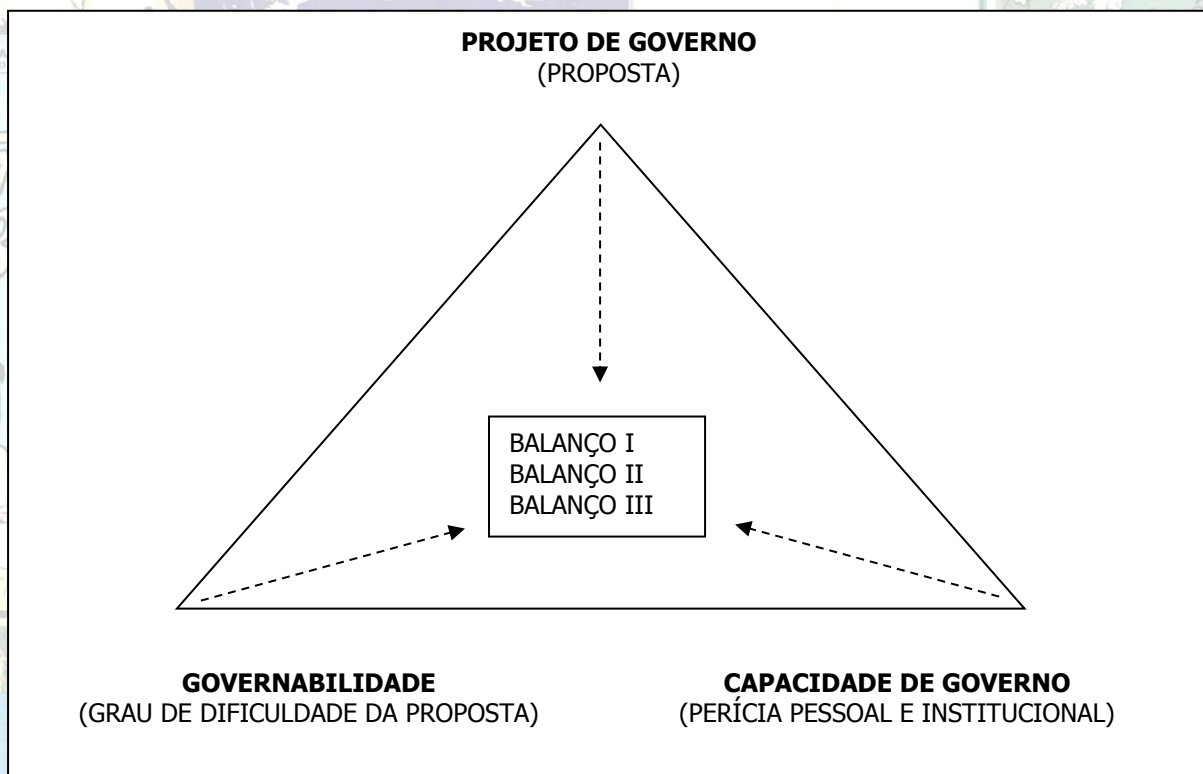 PROJETO DE GOVERNO
(PROPOSTA)
BALANÇO I
BALANÇO II
BALANÇO III
GOVERNABILIDADE
(GRAU DE DIFICULDADE DA PROPOSTA)
CAPACIDADE DE GOVERNO
(PERÍCIA PESSOAL E INSTITUCIONAL)